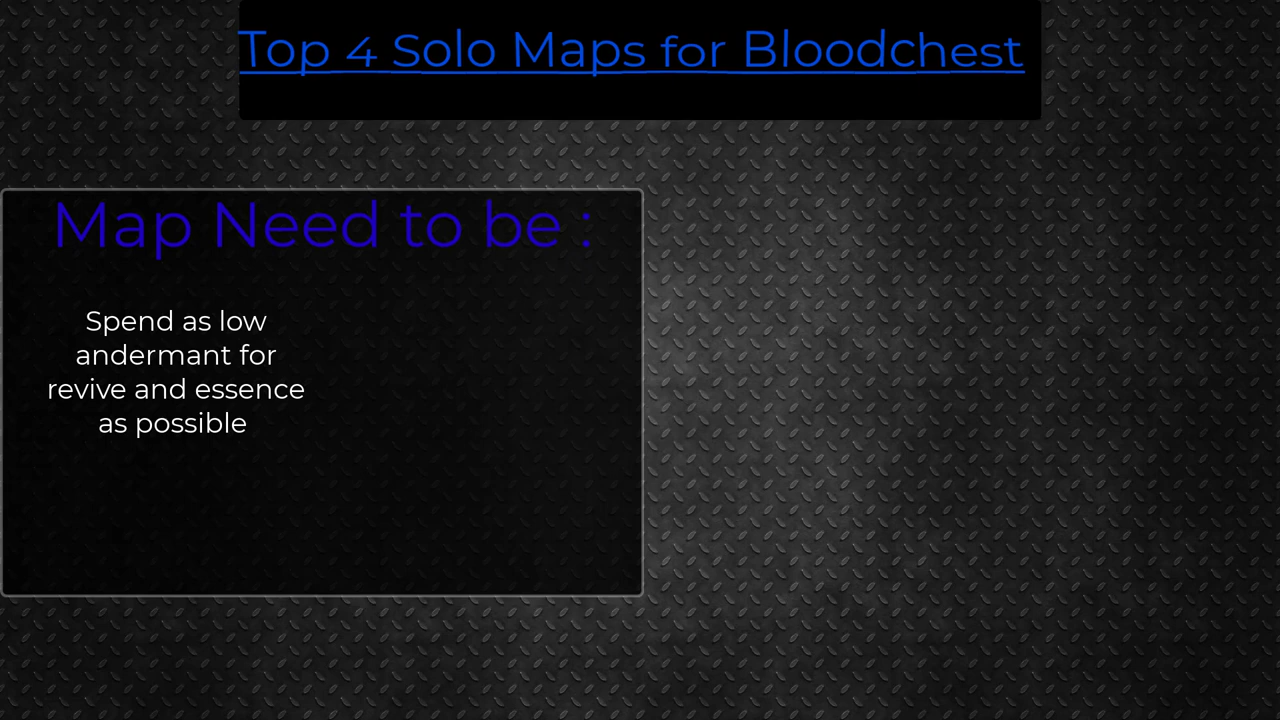 Top 4 Solo Maps for Bloodchest
Map Need to be :
Spend as low
andermant for
revive and essence
as possible